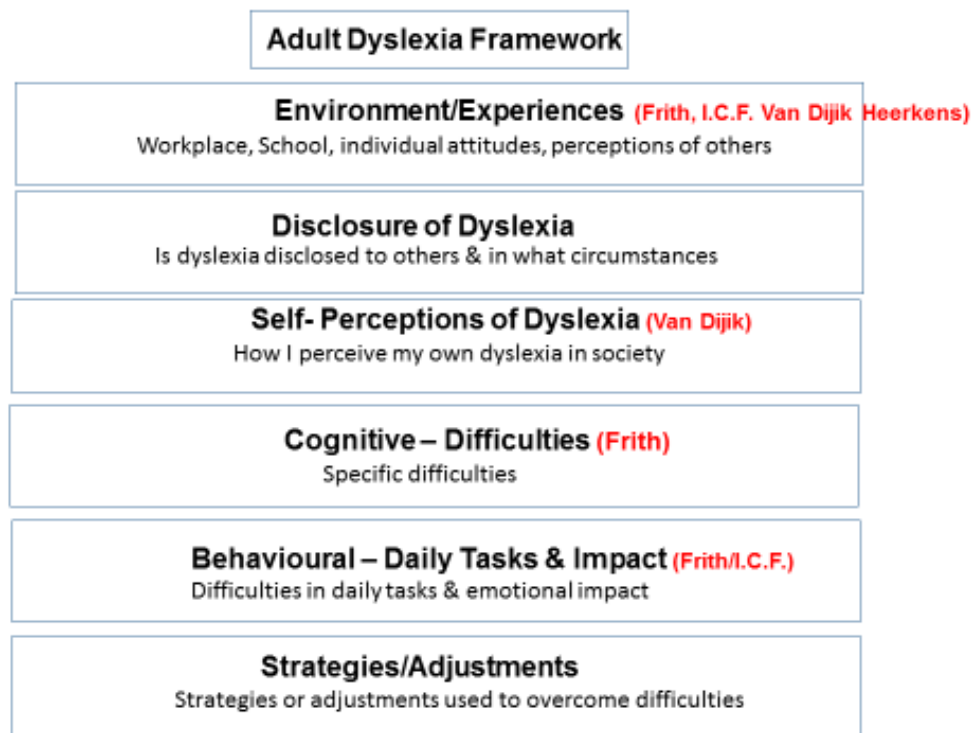 Adult Dyslexia Framework
Environment/Experiences (Frith, I.C.F. Van Dijik Heerkens)
Workplace, School, individual attitudes, perceptions of others
Disclosure of Dyslexia
Is dyslexia disclosed to others & in what circumstances
Self- Perceptions of Dyslexia (Van Dijik)
How I perceive my own dyslexia in society
Cognitive – Difficulties (Frith)
Specific difficulties
Behavioural – Daily Tasks & Impact (Frith/I.C.F.)
Difficulties in daily tasks & emotional impact
Strategies/Adjustments
Strategies or adjustments used to overcome difficulties